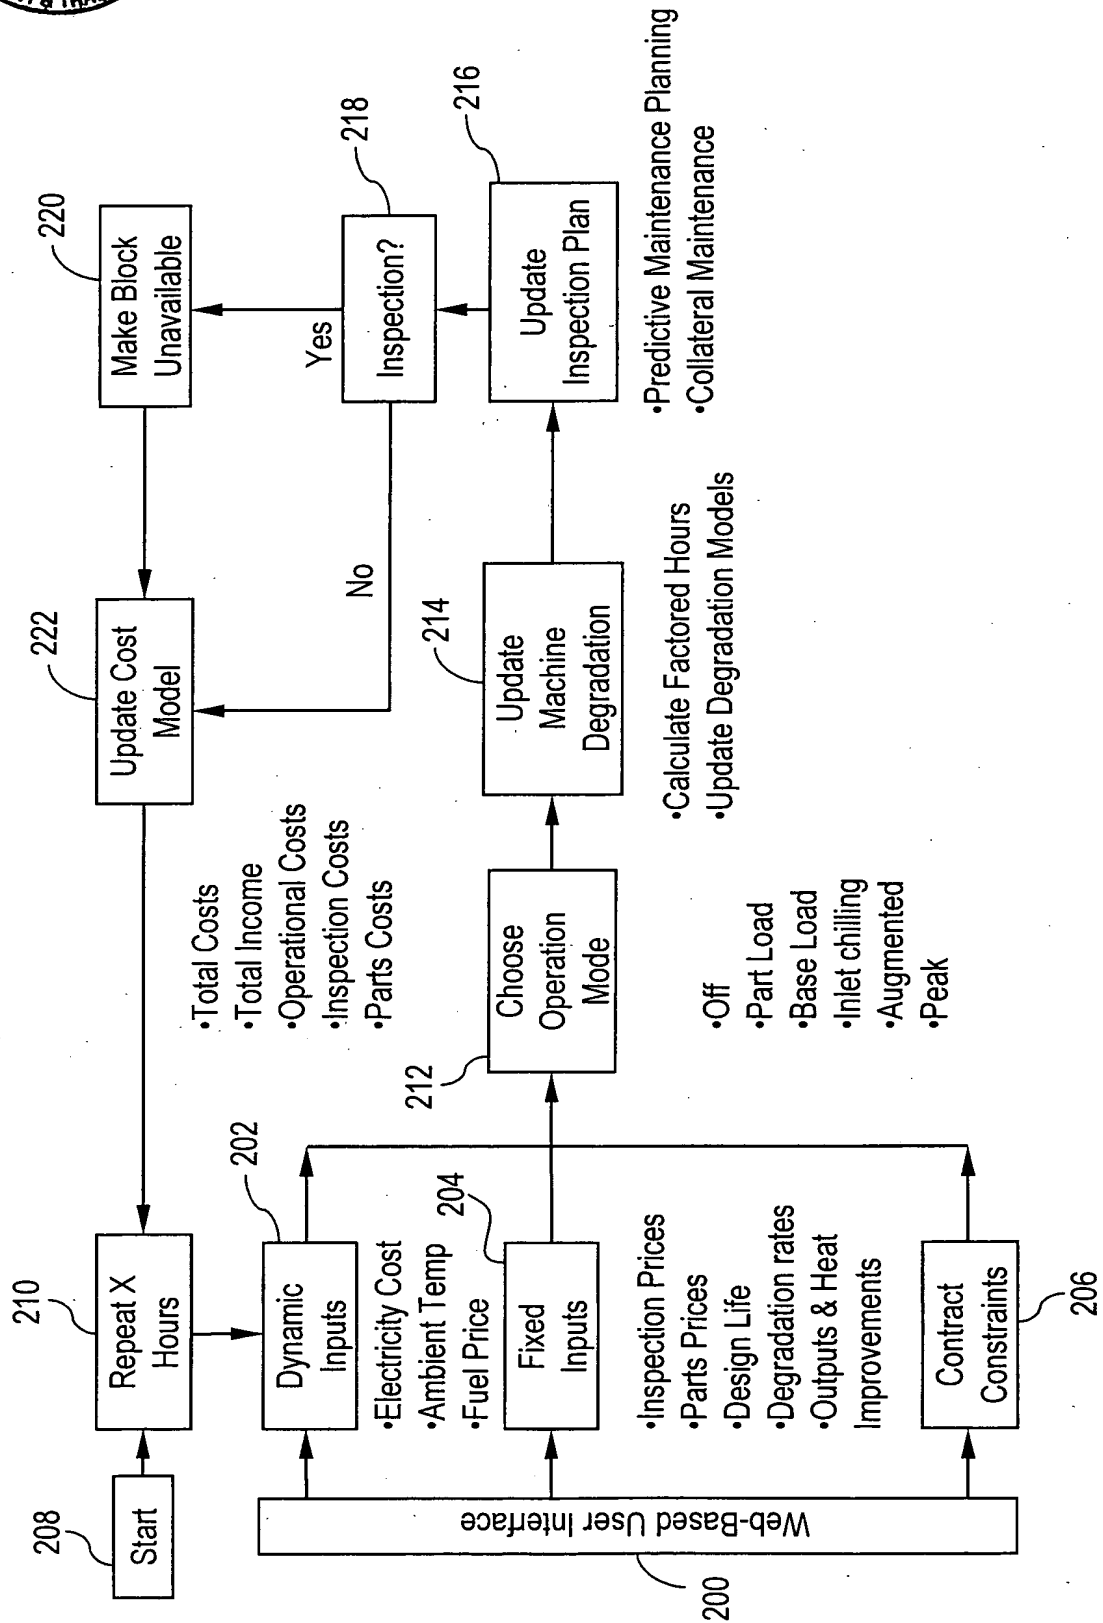 208
Start
210
Repeat X
Hours
222
Update Cost
Model
220
Make Block
Unavailable
•Total Costs
•Total Income
•Operational Costs
•Inspection Costs
•Parts Costs
No
Yes
Inspection?
218
200
Web-Based User Interface
202
Dynamic
Inputs
•Electricity Cost
•Ambient Temp
•Fuel Price
204
Fixed
Inputs
•Inspection Prices
•Parts Prices
•Design Life
•Degradation rates
•Outputs & Heat
Improvements
Contract
Constraints
206
212
Choose
Operation
Mode
•Off
•Part Load
•Base Load
•Inlet chilling
•Augmented
•Peak
214
Update
Machine
Degradation
•Calculate Factored Hours
•Update Degradation Models
216
Update
Inspection Plan
•Predictive Maintenance Planning
•Collateral Maintenance